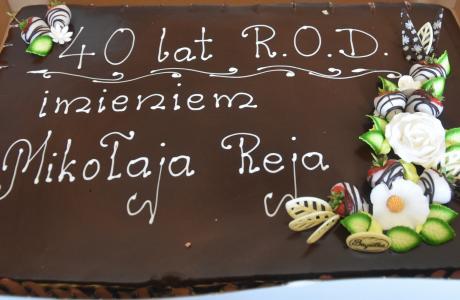 40 lat R.O.D.
imieniem
Mikołaja Reja